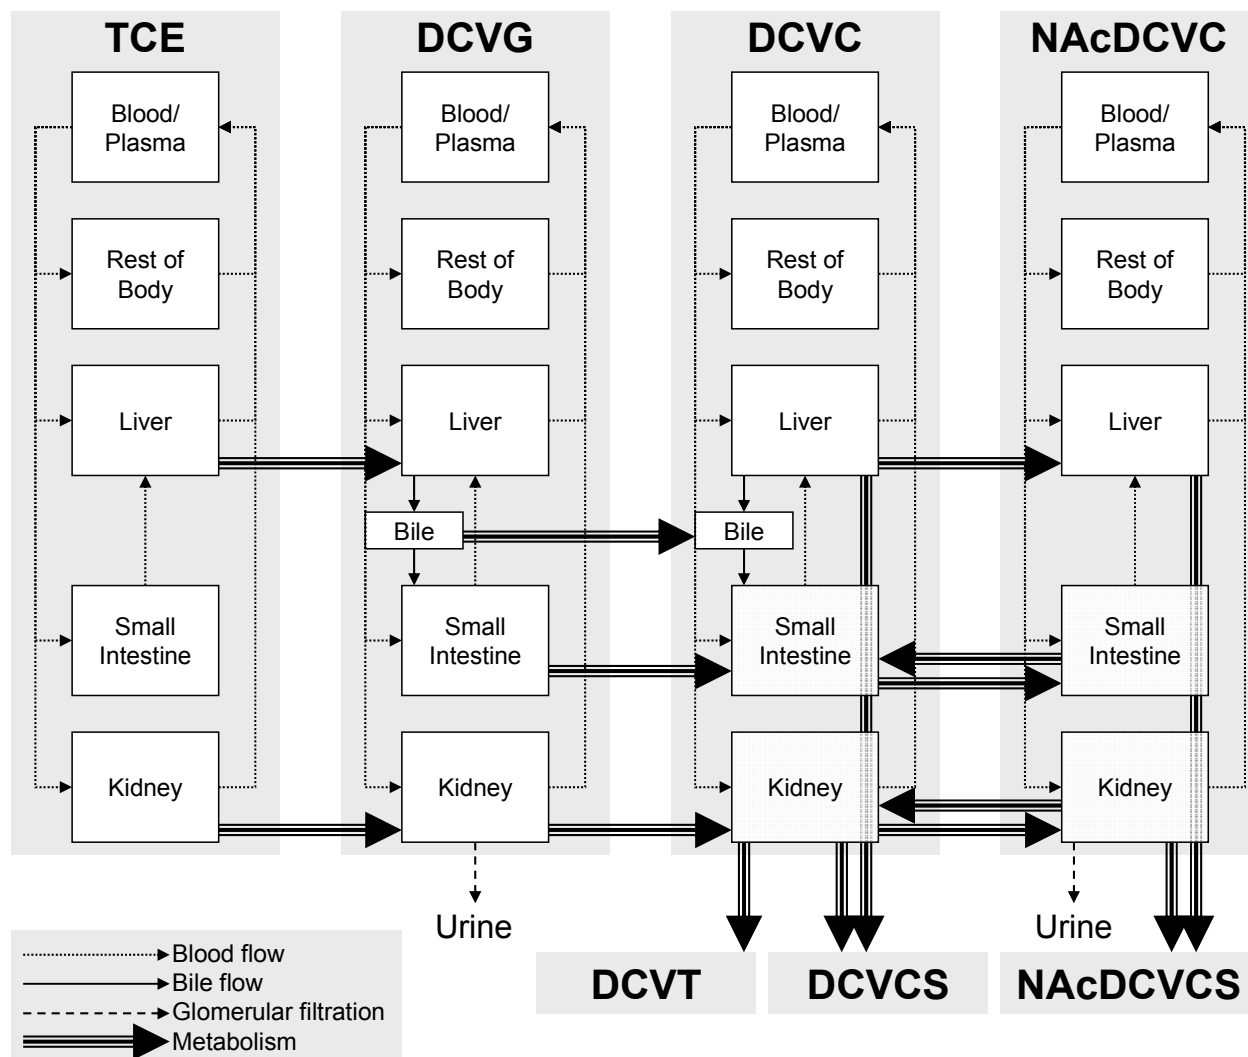 TCE
Blood/
Plasma
Rest of
Body
Liver
Small
Intestine
Kidney
DCVG
Blood/
Plasma
Rest of
Body
Liver
Bile
Small
Intestine
Kidney
Urine
DCVC
Blood/
Plasma
Rest of
Body
Liver
Bile
Small
Intestine
Kidney
NAcDCVC
Blood/
Plasma
Rest of
Body
Liver
Small
Intestine
Kidney
Urine
DCVT
DCVCS
NAcDCVCS
Blood flow
Bile flow
Glomerular filtration
Metabolism